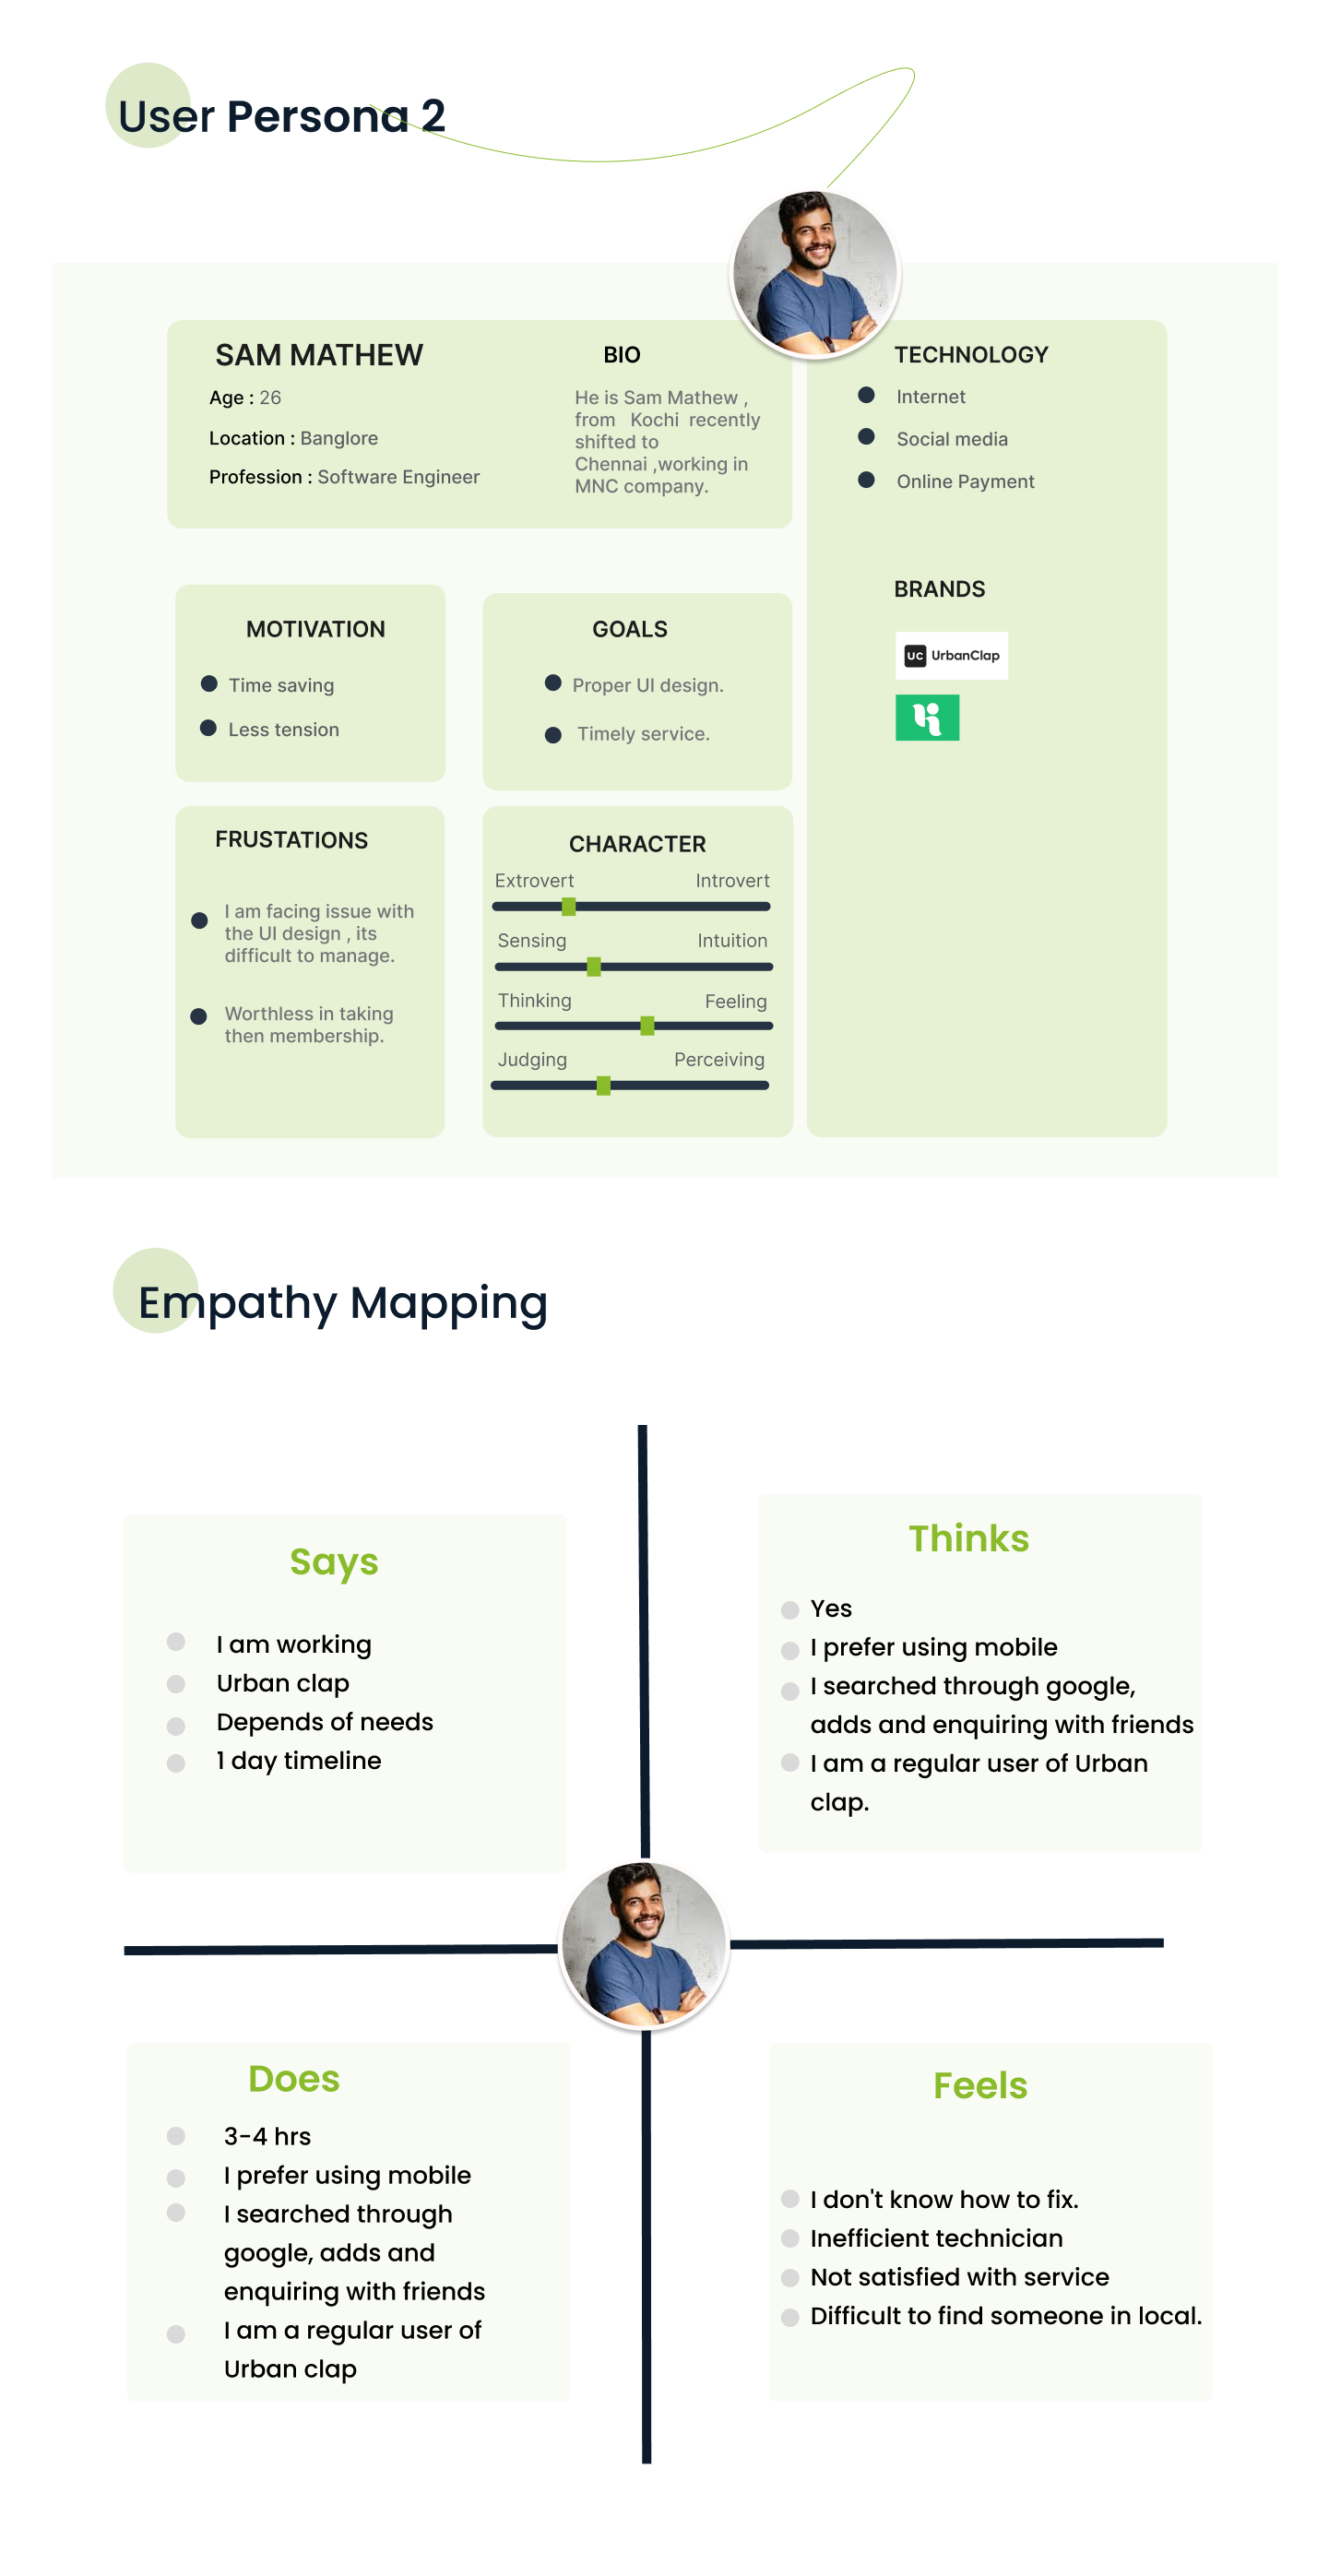 User Persona 2
SAM MATHEW
Age : 26
Location : Banglore
Profession : Software Engineer
BIO
He is Sam Mathew ,
from Kochi recently
shifted to
Chennai ,working in
MNC company.
TECHNOLOGY
Internet
Social media
Online Payment
BRANDS
UC UrbanClap
MOTIVATION
Time saving
Less tension
GOALS
Proper UI design.
Timely service.
FRUSTATIONS
I am facing issue with
the UI design , its
difficult to manage.
Worthless in taking
then membership.
CHARACTER
Extrovert Introvert
Sensing Intuition
Thinking Feeling
Judging Perceiving
Empathy Mapping
Says
I am working
Urban clap
Depends of needs
1 day timeline
Thinks
Yes
I prefer using mobile
I searched through google,
adds and enquiring with friends
I am a regular user of Urban
clap.
Does
3-4 hrs
I prefer using mobile
I searched through
google, adds and
enquiring with friends
I am a regular user of
Urban clap
Feels
I don't know how to fix.
Inefficient technician
Not satisfied with service
Difficult to find someone in local.